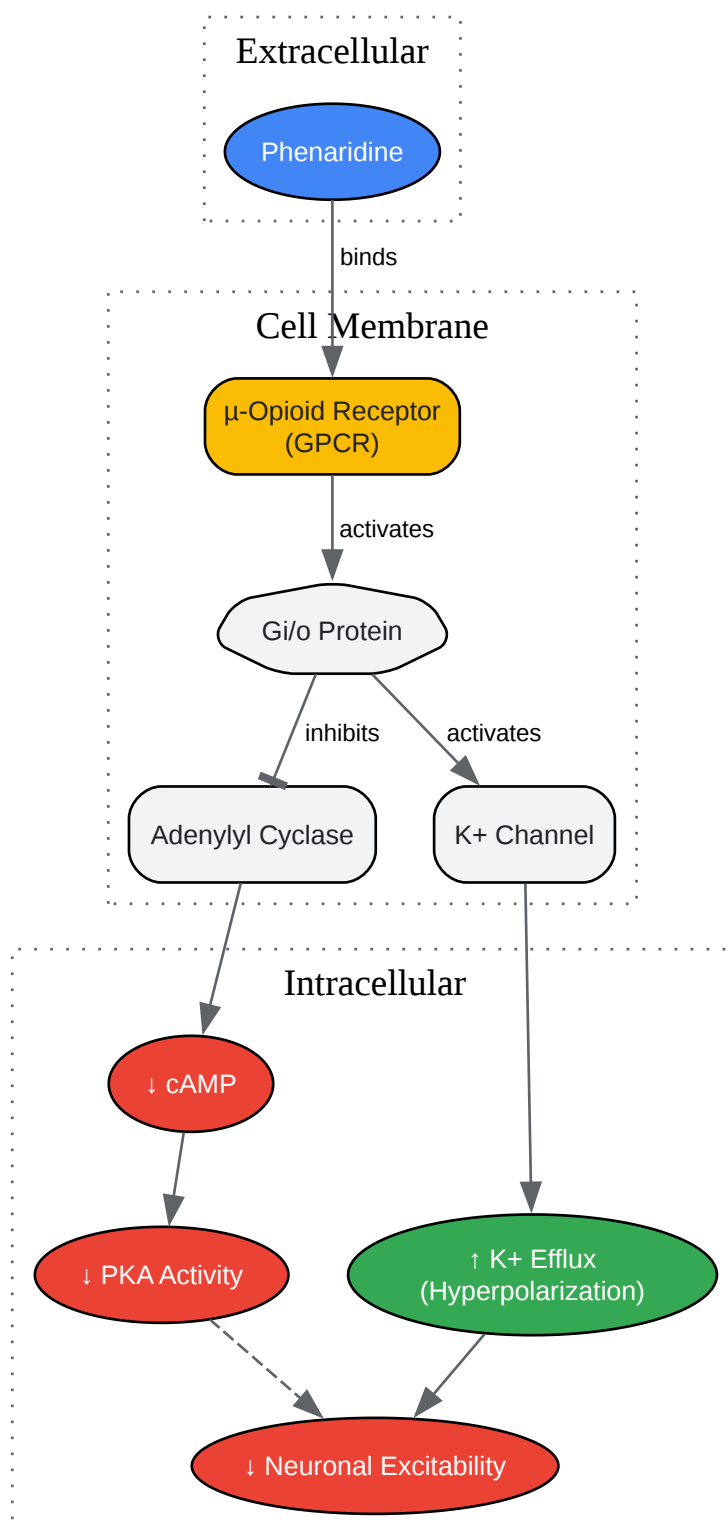 Extracellular
Phenaridine
binds
Cell Membrane
µ-Opioid Receptor
(GPCR)
activates
Gi/o Protein
inhibits
activates
Adenylyl Cyclase
K+ Channel
Intracellular
↓ cAMP
↓ PKA Activity
↑ K+ Efflux
(Hyperpolarization)
↓ Neuronal Excitability